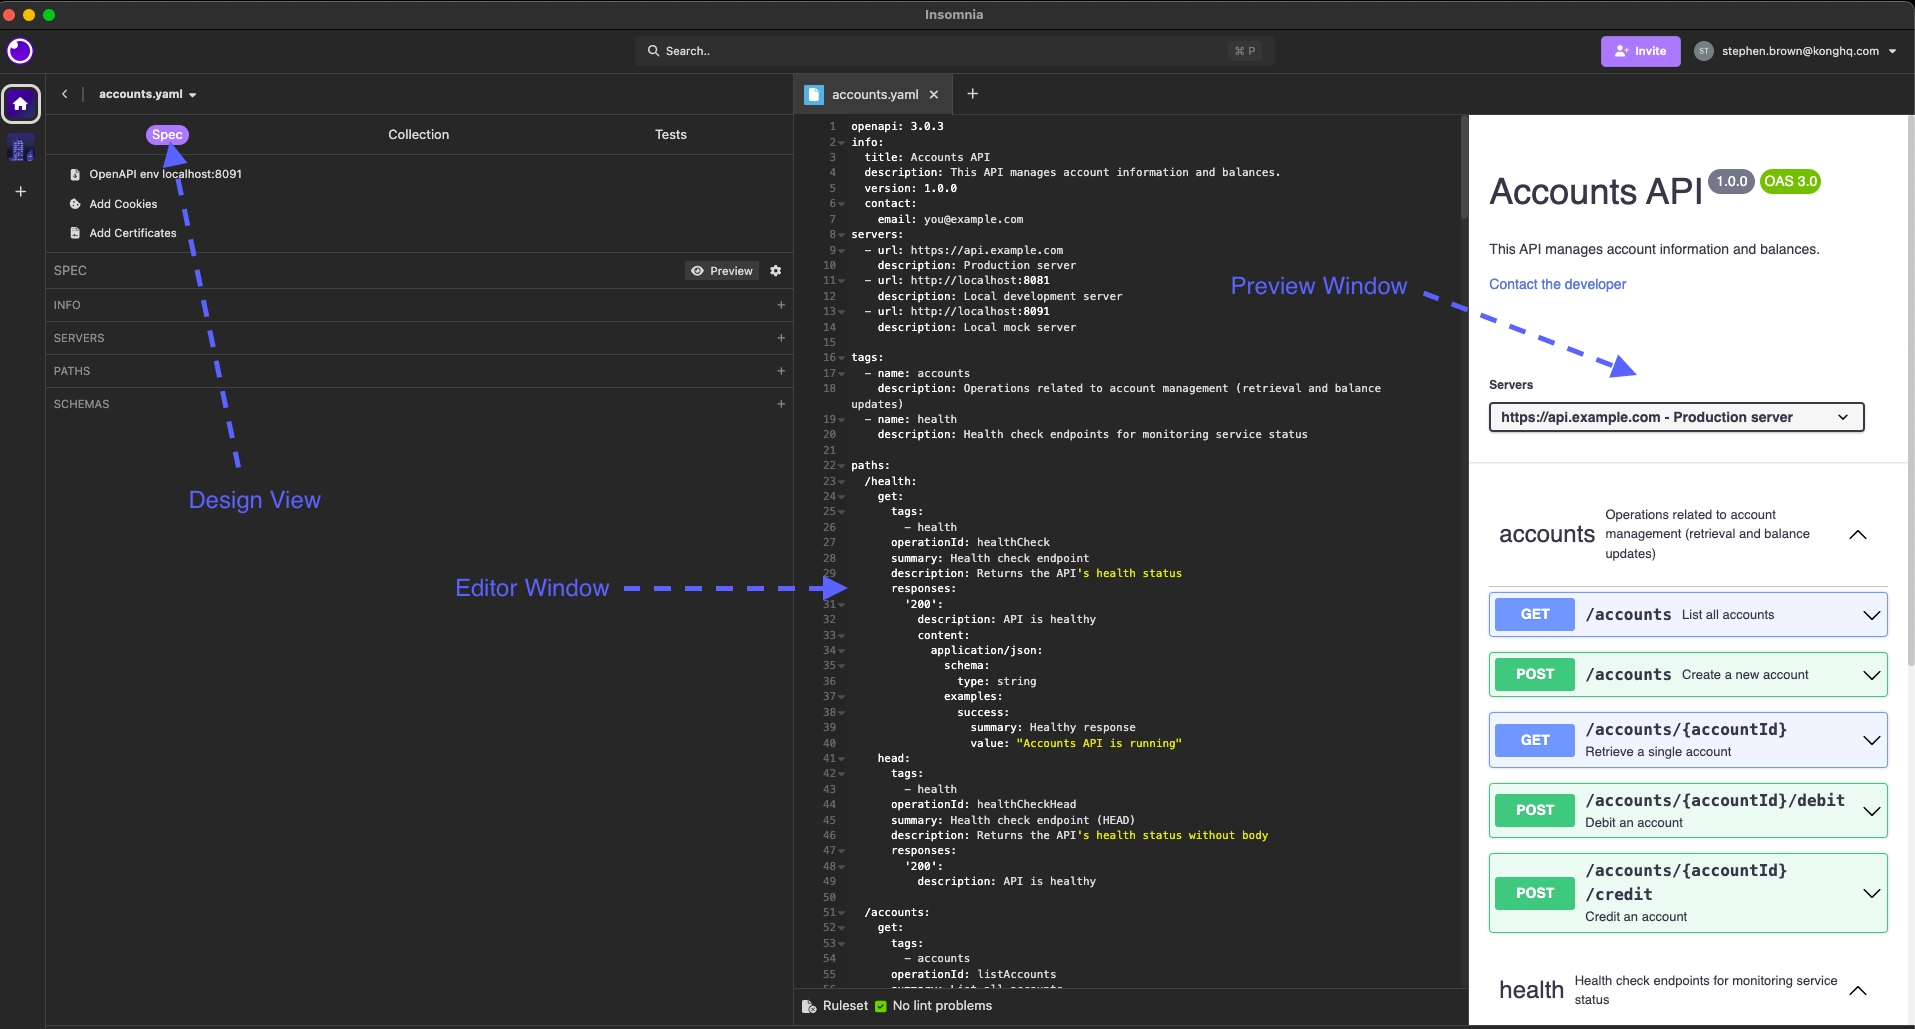 Insomnia
Search..
⌘ P
Invite
ST
stephen.brown@konghq.com
accounts.yaml
Spec
Collection
Tests
OpenAPI env localhost:8091
Add Cookies
Add Certificates
SPEC
Preview
INFO
+
SERVERS
+
PATHS
+
SCHEMAS
+
Design View
Editor Window
accounts.yaml
1 openapi: 3.0.3
2 info:
3 title: Accounts API
4 description: This API manages account information and balances.
5 version: 1.0.0
6 contact:
7 email: you@example.com
8 servers:
9 - url: https://api.example.com
10 description: Production server
11 - url: http://localhost:8081
12 description: Local development server
13 - url: http://localhost:8091
14 description: Local mock server
15
16 tags:
17 - name: accounts
18 description: Operations related to account management (retrieval and balance
updates)
19 - name: health
20 description: Health check endpoints for monitoring service status
21
22 paths:
23 /health:
24 get:
25 tags:
26 - health
27 operationId: healthCheck
28 summary: Health check endpoint
29 description: Returns the API's health status
responses:
31 '200':
32 description: API is healthy
33 content:
34 application/json:
35 schema:
36 type: string
37 examples:
38 success:
39 summary: Healthy response
40 value: "Accounts API is running"
41 head:
42 tags:
43 - health
44 operationId: healthCheckHead
45 summary: Health check endpoint (HEAD)
46 description: Returns the API's health status without body
47 responses:
48 '200':
49 description: API is healthy
50
51 /accounts:
52 get:
53 tags:
54 - accounts
55 operationId: listAccounts
Ruleset No lint problems
Preview Window
Accounts API 1.0.0 OAS 3.0
This API manages account information and balances.
Contact the developer
Servers
https://api.example.com - Production server
accounts
Operations related to account
management (retrieval and balance
updates)
GET /accounts List all accounts
POST /accounts Create a new account
GET /accounts/{accountId}
Retrieve a single account
POST /accounts/{accountId}/debit
Debit an account
POST /accounts/{accountId}
/credit
Credit an account
health
Health check endpoints for monitoring service
status